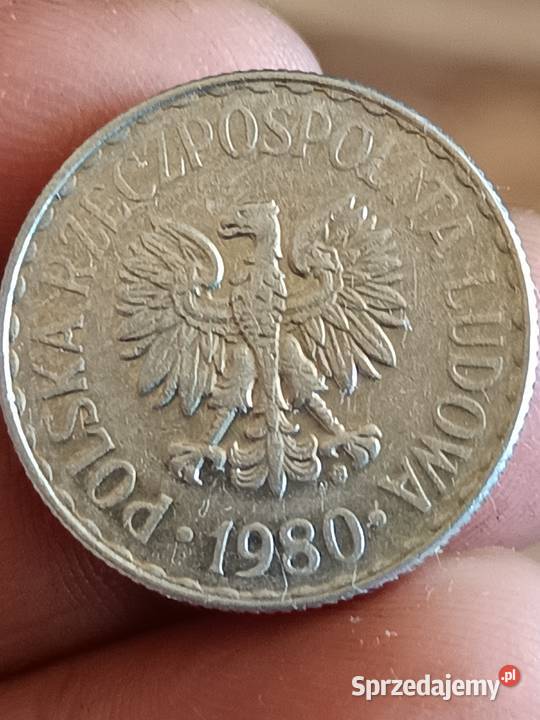 POLSKA RZECZPOSPOLITA LUDOWA
· 1980 ·
Sprzedajemy.pl